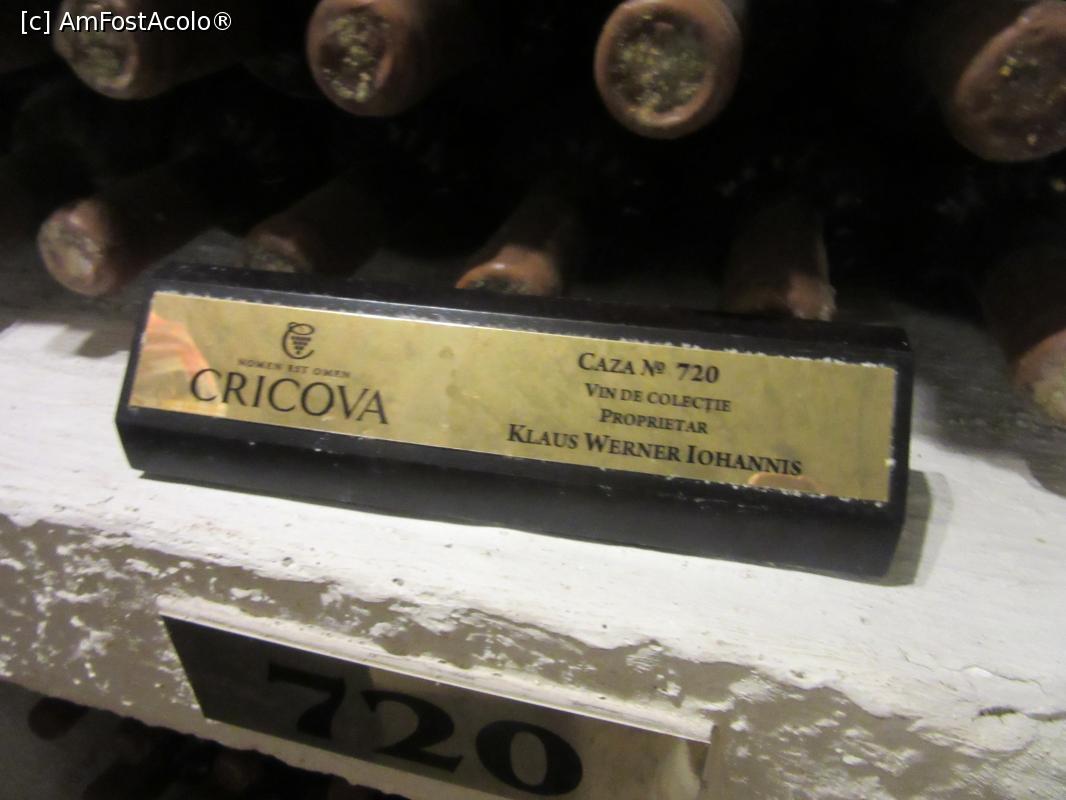 [c] AmFostAcolo®
NOMEN EST OMEN
CRICOVA
CAZA № 720
VIN DE COLECȚIE
PROPRIETAR
KLAUS WERNER IOHANNIS
720